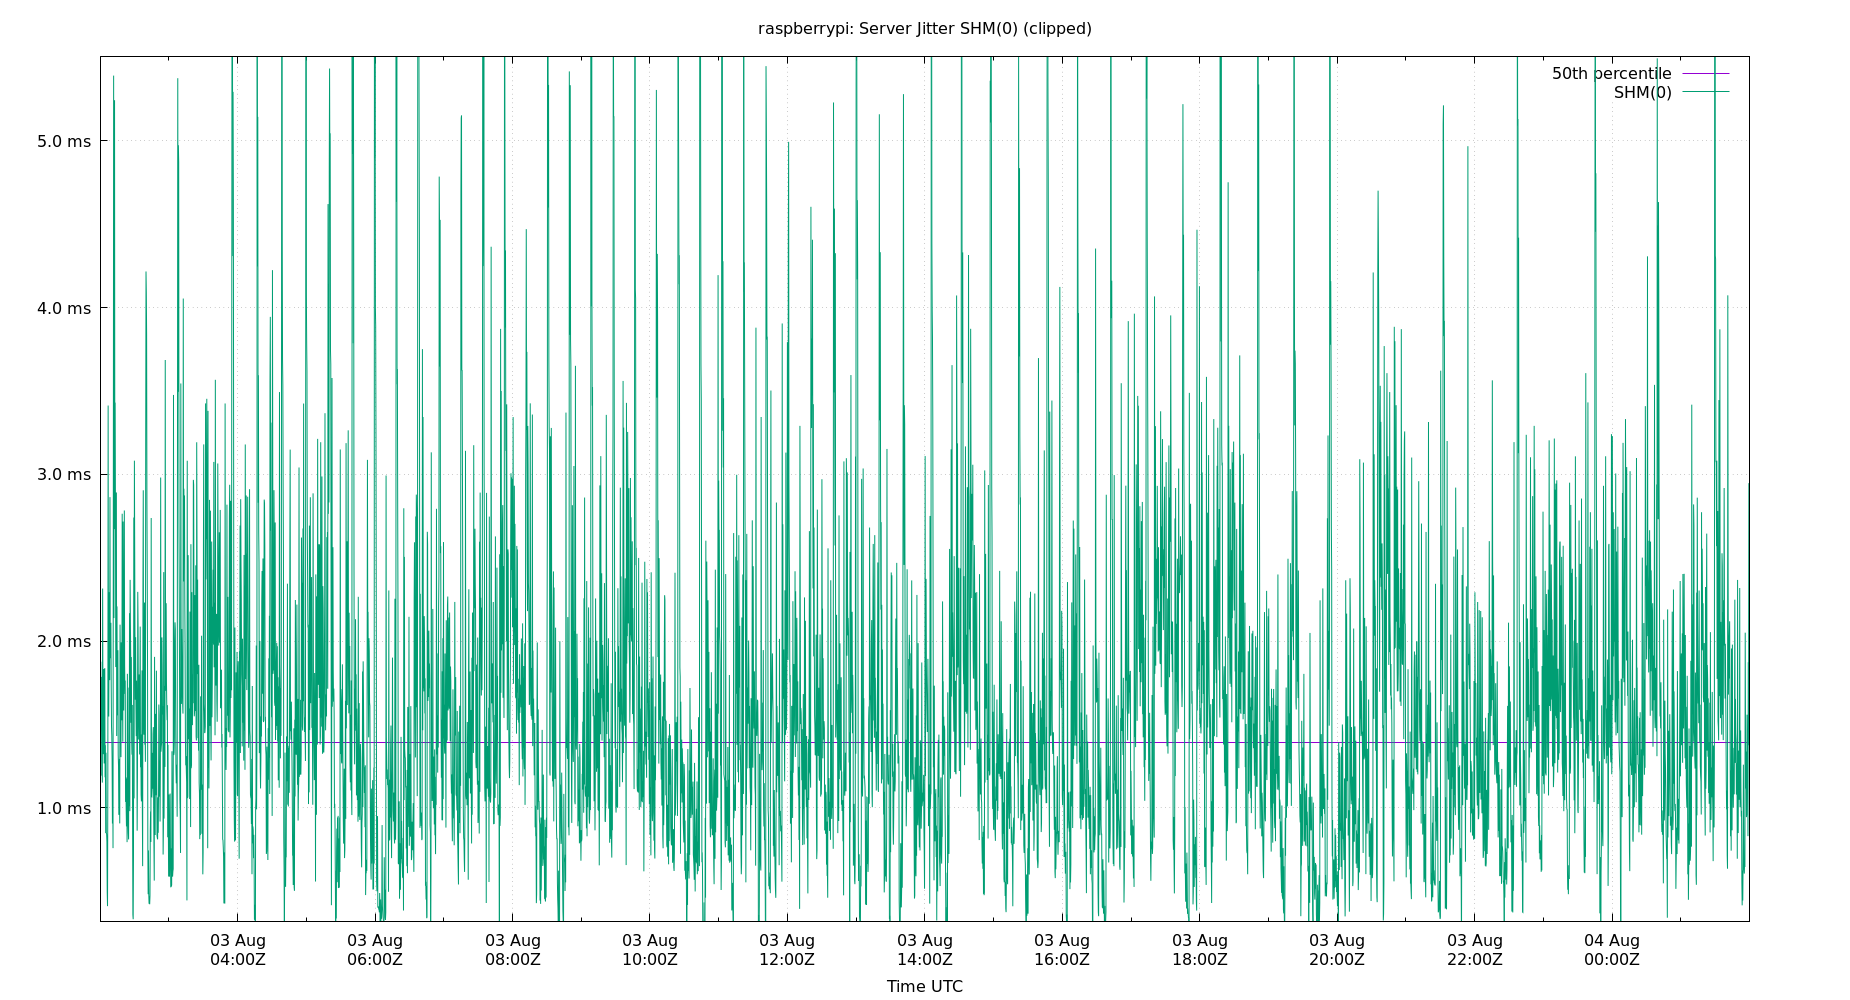 raspberrypi: Server Jitter SHM(0) (clipped)
50th percentile
SHM(0)
5.0 ms
4.0 ms
3.0 ms
2.0 ms
1.0 ms
03 Aug 03 Aug 03 Aug 03 Aug 03 Aug 03 Aug 03 Aug 03 Aug 03 Aug 03 Aug 04 Aug
04:00Z 06:00Z 08:00Z 10:00Z 12:00Z 14:00Z 16:00Z 18:00Z 20:00Z 22:00Z 00:00Z
Time UTC